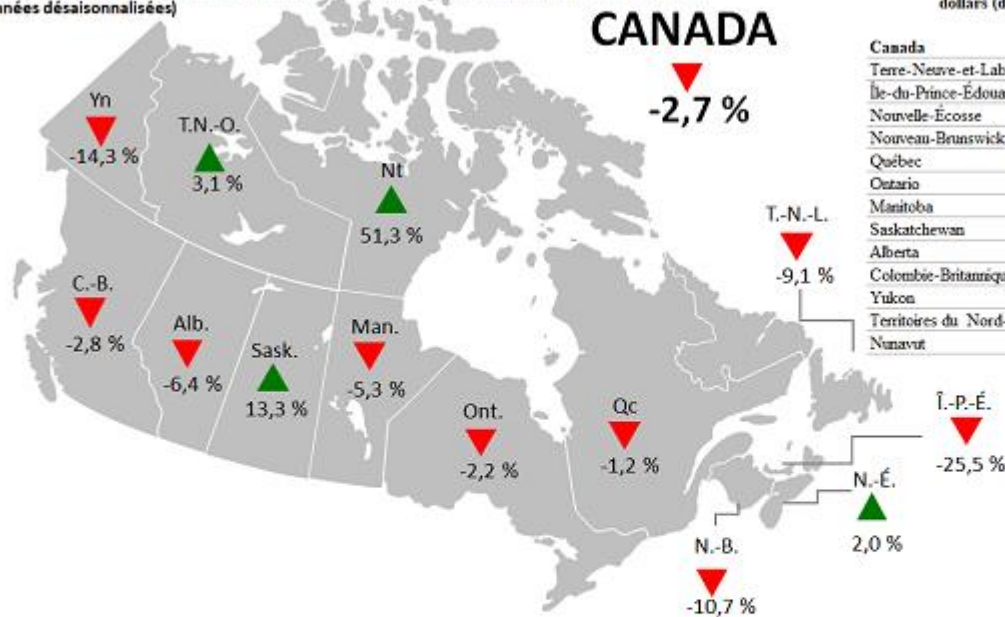 données désaisonnalisées)
dollars (d
CANADA
-2,7 %
Canada
Terre-Neuve-et-Lab
Île-du-Prince-Édoua
Nouvelle-Écosse
Nouveau-Brunswick
Québec
Ontario
Manitoba
Saskatchewan
Alberta
Colombie-Britanniqu
Yukon
Territoires du Nord-
Nunavut
Yn
-14,3 %
T.N.-O.
3,1 %
Nt
51,3 %
T.-N.-L.
-9,1 %
C.-B.
-2,8 %
Alb.
-6,4 %
Sask.
13,3 %
Man.
-5,3 %
Ont.
-2,2 %
Qc
-1,2 %
Î.-P.-É.
-25,5 %
N.-É.
2,0 %
N.-B.
-10,7 %